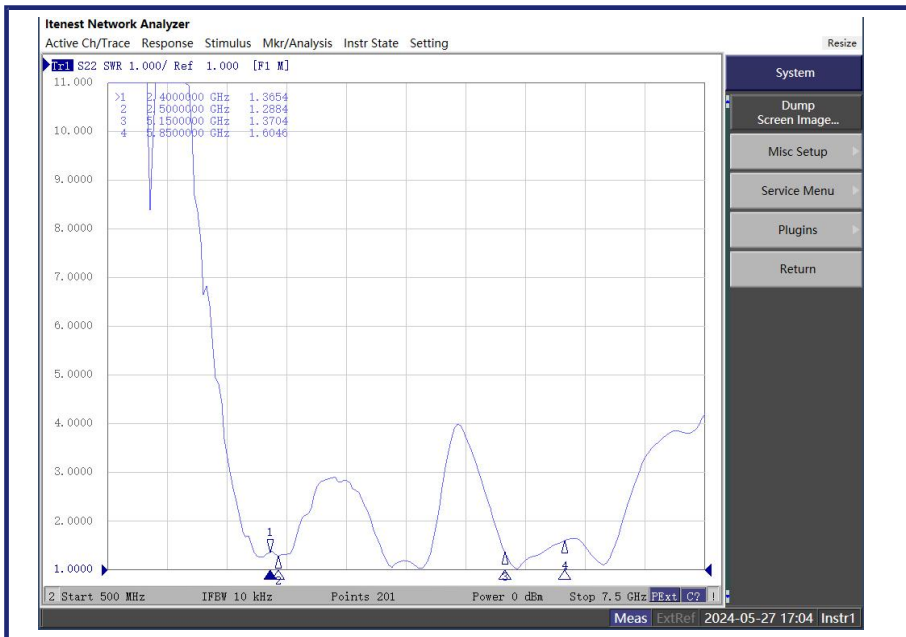 Itenest Network Analyzer
Active Ch/Trace Response Stimulus Mkr/Analysis Instr State Setting
Resize
Tr1 S22 SWR 1.000/ Ref 1.000 [F1 M]
11.000
>1 2.4000000 GHz 1.3654
2 2.5000000 GHz 1.2884
3 5.1500000 GHz 1.3704
4 5.8500000 GHz 1.6046
10.000
9.0000
8.0000
7.0000
6.0000
5.0000
4.0000
3.0000
2.0000
1.0000
1
2
3
4
System
Dump
Screen Image...
Misc Setup
Service Menu
Plugins
Return
2 Start 500 MHz IFBW 10 kHz Points 201 Power 0 dBm Stop 7.5 GHz PExt C? !
Meas ExtRef 2024-05-27 17:04 Instr1